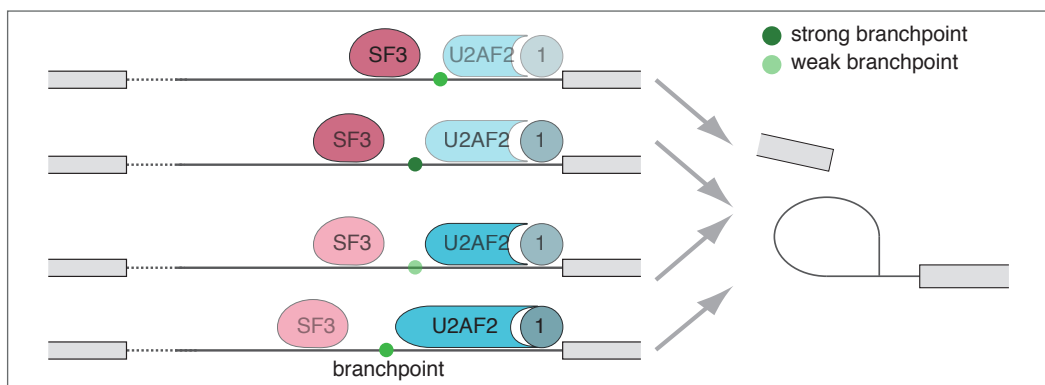 SF3 U2AF2 1
strong branchpoint
weak branchpoint
SF3 U2AF2 1
SF3 U2AF2 1
SF3 U2AF2 1
branchpoint